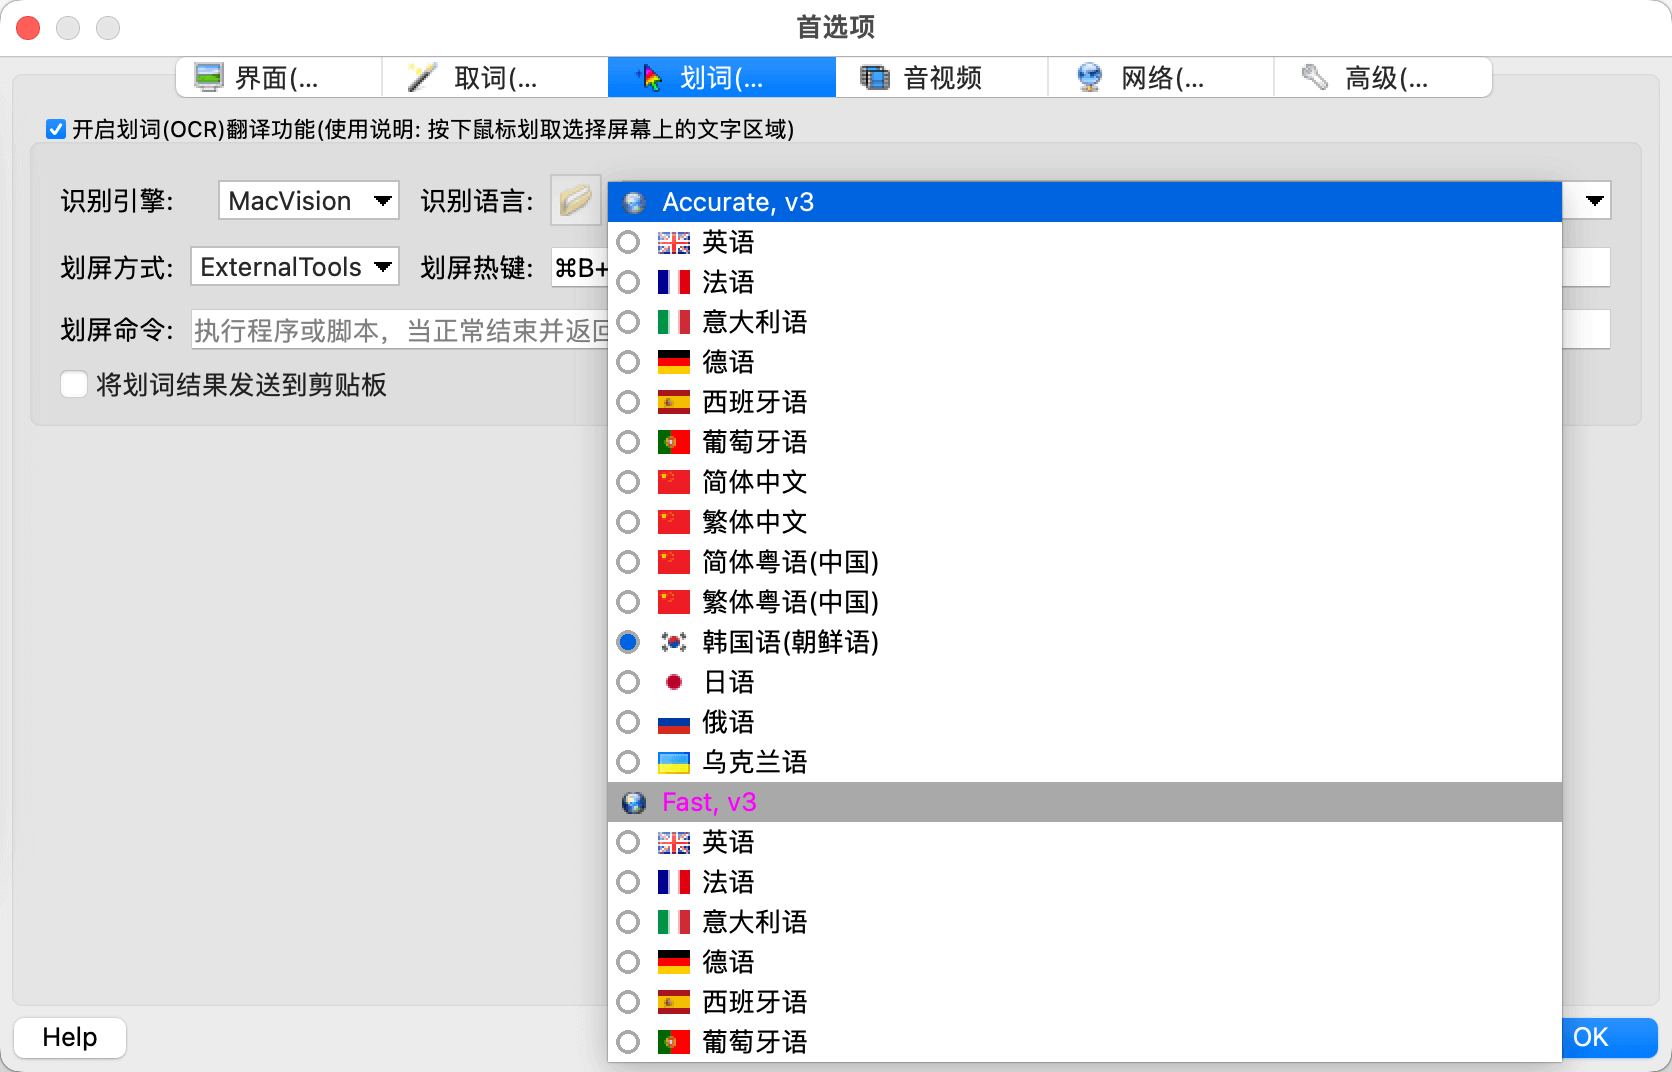 首选项
界面(...
取词(...
划词(...
音视频
网络(...
高级(...
开启划词(OCR)翻译功能(使用说明: 按下鼠标划取选择屏幕上的文字区域)
识别引擎: MacVision 识别语言:
划屏方式: ExternalTools 划屏热键: ⌘B+
划屏命令: 执行程序或脚本，当正常结束并返回
将划词结果发送到剪贴板
Accurate, v3
英语
法语
意大利语
德语
西班牙语
葡萄牙语
简体中文
繁体中文
简体粤语(中国)
繁体粤语(中国)
韩国语(朝鲜语)
日语
俄语
乌克兰语
Fast, v3
英语
法语
意大利语
德语
西班牙语
葡萄牙语
Help
OK